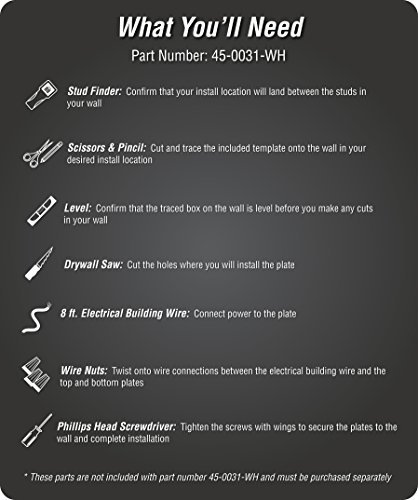 What You'll Need
Part Number: 45-0031-WH
Stud Finder: Confirm that your install location will land between the studs in
your wall
Scissors & Pincil: Cut and trace the included template onto the wall in your
desired install location
Level: Confirm that the traced box on the wall is level before you make any cuts
in your wall
Drywall Saw: Cut the holes where you will install the plate
8 ft. Electrical Building Wire: Connect power to the plate
Wire Nuts: Twist onto wire connections between the electrical building wire and the
top and bottom plates
Phillips Head Screwdriver: Tighten the screws with wings to secure the plates to the
wall and complete installation
* These parts are not included with part number 45-0031-WH and must be purchased separately